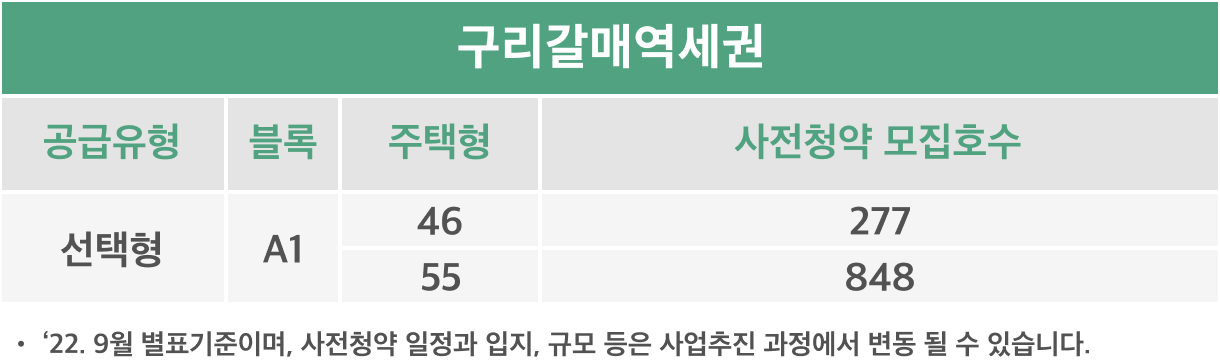 구리갈매역세권
공급유형 블록 주택형 사전청약 모집호수
선택형 A1 46 277
55 848
• ‘22. 9월 별표기준이며, 사전청약 일정과 입지, 규모 등은 사업추진 과정에서 변동 될 수 있습니다.